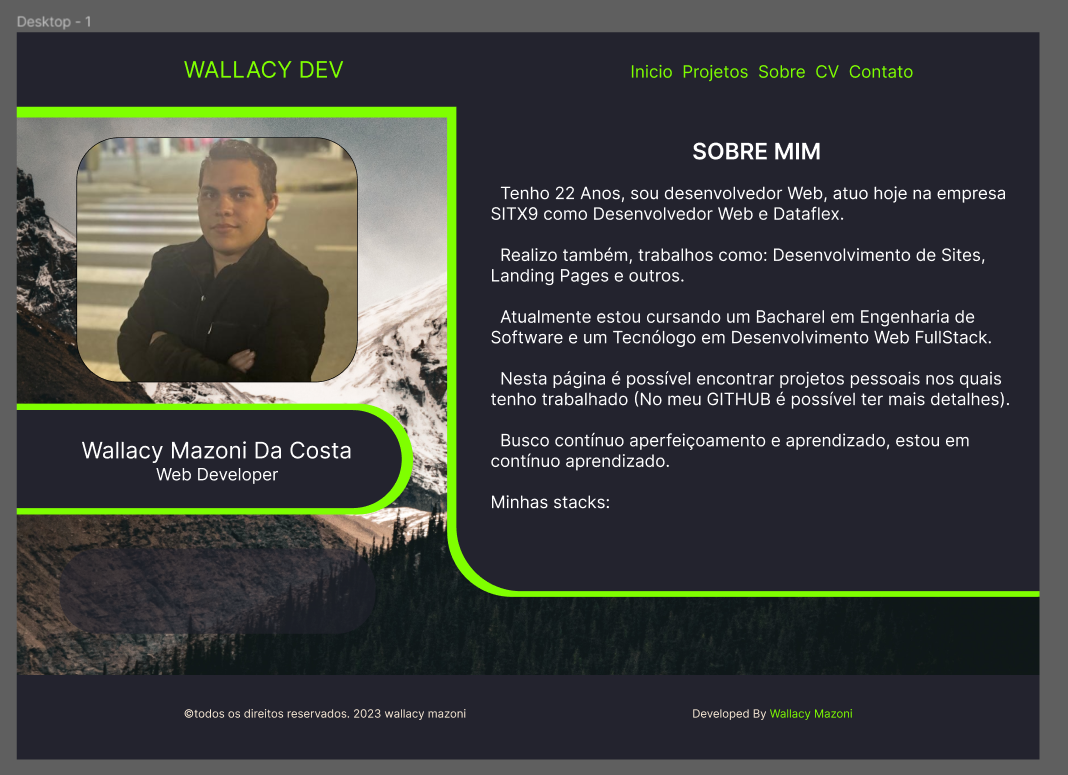 Desktop - 1
WALLACY DEV
Inicio Projetos Sobre CV Contato
SOBRE MIM
Tenho 22 Anos, sou desenvolvedor Web, atuo hoje na empresa
SITX9 como Desenvolvedor Web e Dataflex.
Realizo também, trabalhos como: Desenvolvimento de Sites,
Landing Pages e outros.
Atualmente estou cursando um Bacharel em Engenharia de
Software e um Tecnólogo em Desenvolvimento Web FullStack.
Nesta página é possível encontrar projetos pessoais nos quais
tenho trabalhado (No meu GITHUB é possível ter mais detalhes).
Busco contínuo aperfeiçoamento e aprendizado, estou em
contínuo aprendizado.
Minhas stacks:
Wallacy Mazoni Da Costa
Web Developer
©todos os direitos reservados. 2023 wallacy mazoni
Developed By Wallacy Mazoni